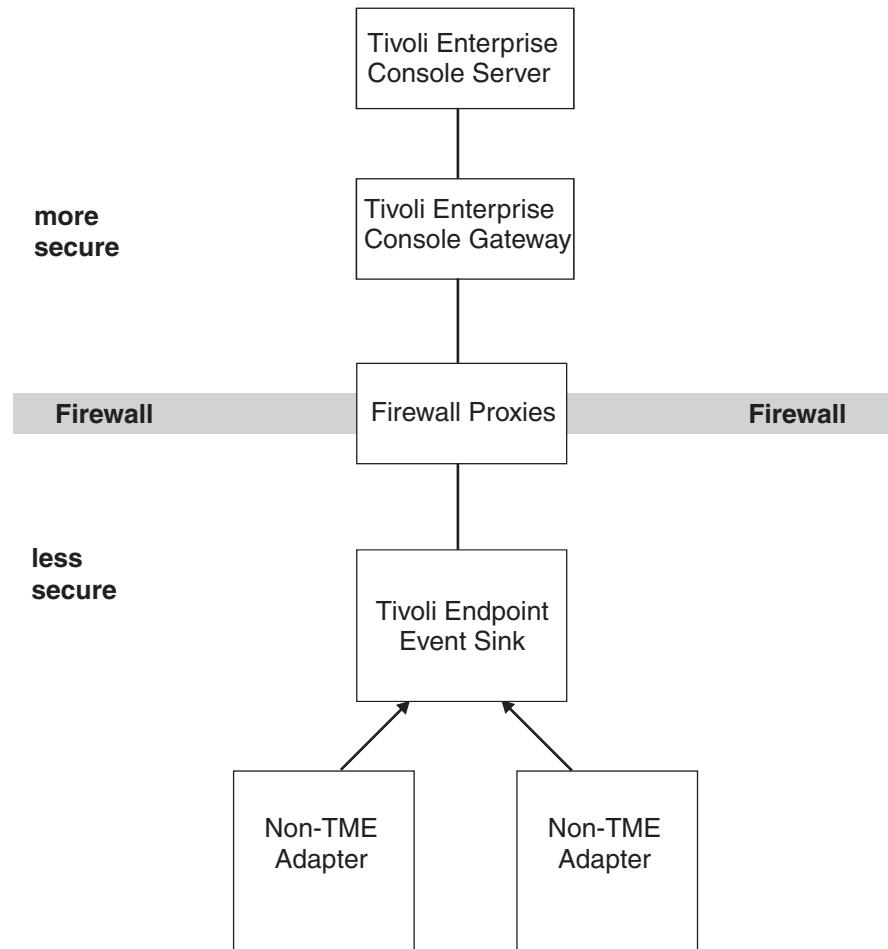 Tivoli Enterprise
Console Server
more
secure
Tivoli Enterprise
Console Gateway
Firewall
Firewall Proxies
Firewall
less
secure
Tivoli Endpoint
Event Sink
Non-TME
Adapter
Non-TME
Adapter